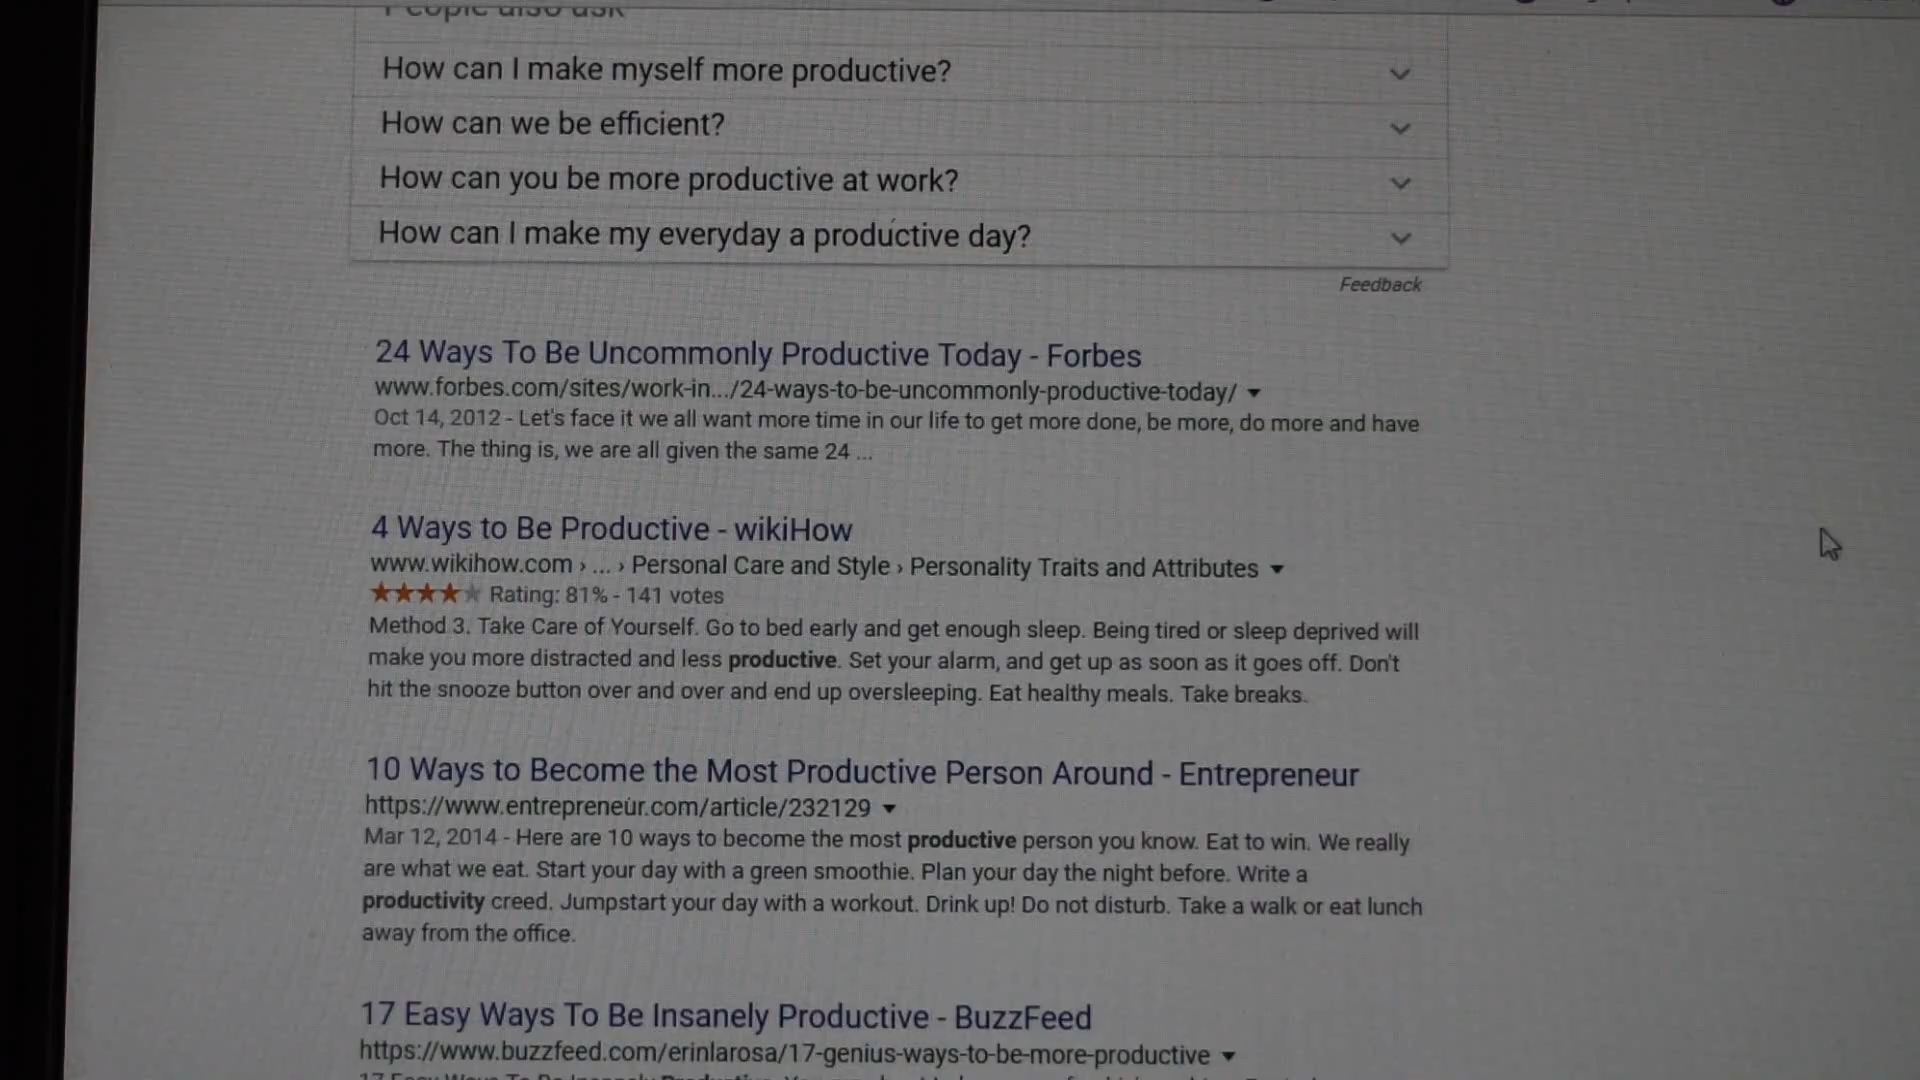 People also ask
How can I make myself more productive?
How can we be efficient?
How can you be more productive at work?
How can I make my everyday a productive day?
Feedback
24 Ways To Be Uncommonly Productive Today - Forbes
www.forbes.com/sites/work-in.../24-ways-to-be-uncommonly-productive-today/
Oct 14, 2012 - Let's face it we all want more time in our life to get more done, be more, do more and have
more. The thing is, we are all given the same 24 ...
4 Ways to Be Productive - wikiHow
www.wikihow.com › ... › Personal Care and Style › Personality Traits and Attributes
Rating: 81% - 141 votes
Method 3. Take Care of Yourself. Go to bed early and get enough sleep. Being tired or sleep deprived will
make you more distracted and less productive. Set your alarm, and get up as soon as it goes off. Don't
hit the snooze button over and over and end up oversleeping. Eat healthy meals. Take breaks.
10 Ways to Become the Most Productive Person Around - Entrepreneur
https://www.entrepreneur.com/article/232129
Mar 12, 2014 - Here are 10 ways to become the most productive person you know. Eat to win. We really
are what we eat. Start your day with a green smoothie. Plan your day the night before. Write a
productivity creed. Jumpstart your day with a workout. Drink up! Do not disturb. Take a walk or eat lunch
away from the office.
17 Easy Ways To Be Insanely Productive - BuzzFeed
https://www.buzzfeed.com/erinlarosa/17-genius-ways-to-be-more-productive
17 Easy Ways To Be Insanely Productive.